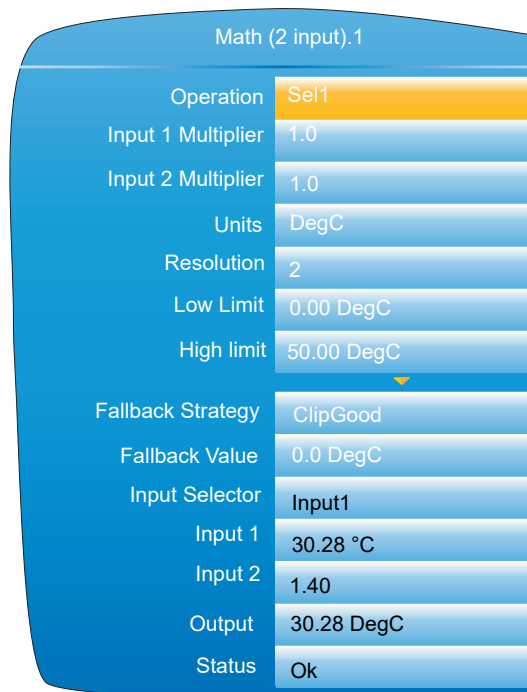 Math (2 input).1
Operation Sel1
Input 1 Multiplier 1.0
Input 2 Multiplier 1.0
Units DegC
Resolution 2
Low Limit 0.00 DegC
High limit 50.00 DegC
Fallback Strategy ClipGood
Fallback Value 0.0 DegC
Input Selector Input1
Input 1 30.28 °C
Input 2 1.40
Output 30.28 DegC
Status Ok